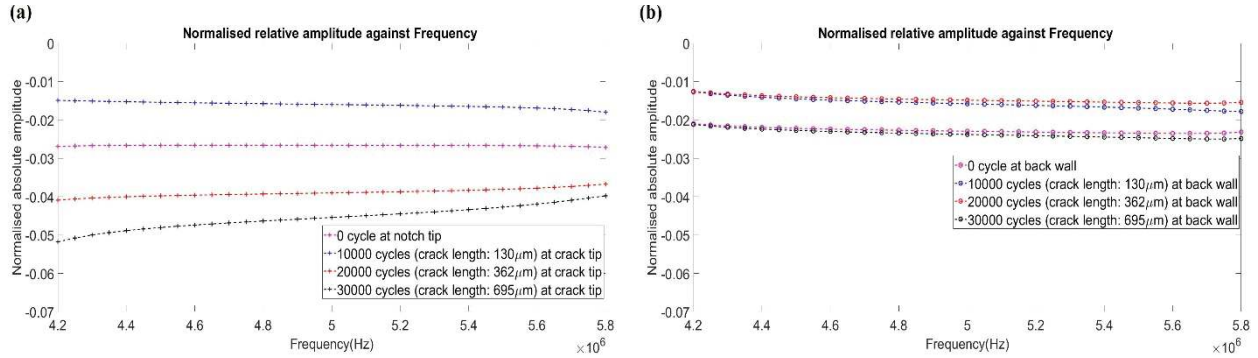 (a)
Normalised relative amplitude against Frequency
Normalised absolute amplitude
0
-0.01
-0.02
-0.03
-0.04
-0.05
-0.06
-0.07
0 cycle at notch tip
10000 cycles (crack length: 130μm) at crack tip
20000 cycles (crack length: 362μm) at crack tip
30000 cycles (crack length: 695μm) at crack tip
4.2 4.4 4.6 4.8 5 5.2 5.4 5.6 5.8
Frequency(Hz)
×10⁶
(b)
Normalised relative amplitude against Frequency
Normalised absolute amplitude
0
-0.01
-0.02
-0.03
-0.04
-0.05
-0.06
-0.07
0 cycle at back wall
10000 cycles (crack length: 130μm) at back wall
20000 cycles (crack length: 362μm) at back wall
30000 cycles (crack length: 695μm) at back wall
4.2 4.4 4.6 4.8 5 5.2 5.4 5.6 5.8
Frequency(Hz)
×10⁶